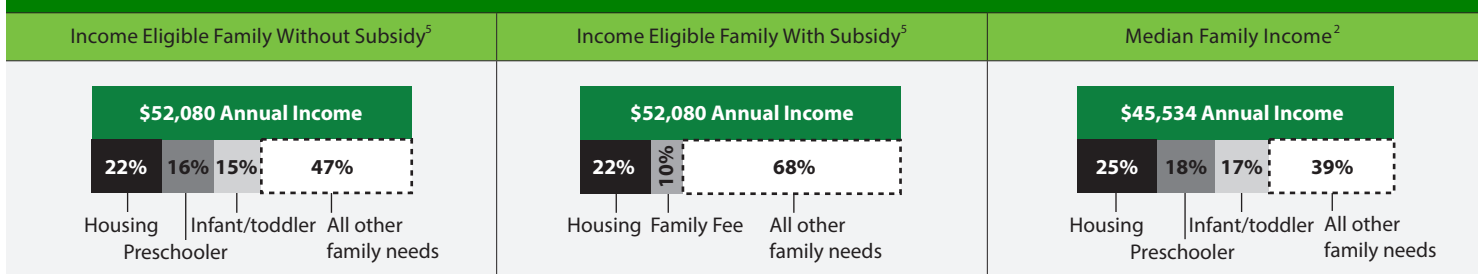 Income Eligible Family Without Subsidy5
Income Eligible Family With Subsidy5
Median Family Income2
$52,080 Annual Income
22% 16% 15% 47%
Housing Infant/toddler All other
Preschooler family needs
$52,080 Annual Income
22% 10% 68%
Housing Family Fee All other
family needs
$45,534 Annual Income
25% 18% 17% 39%
Housing Infant/toddler All other
Preschooler family needs